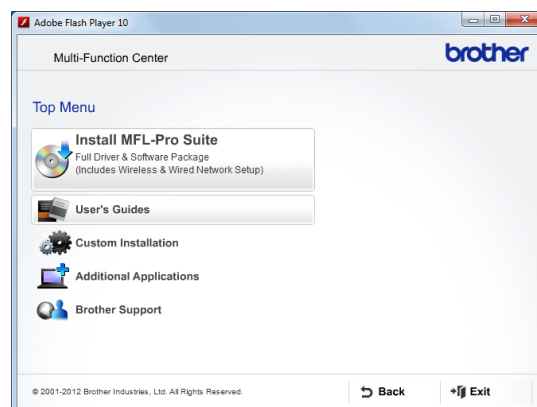 Adobe Flash Player 10
Multi-Function Center
brother
Top Menu
Install MFL-Pro Suite
Full Driver & Software Package
(Includes Wireless & Wired Network Setup)
User's Guides
Custom Installation
Additional Applications
Brother Support
© 2001-2012 Brother Industries, Ltd. All Rights Reserved.
Back
Exit